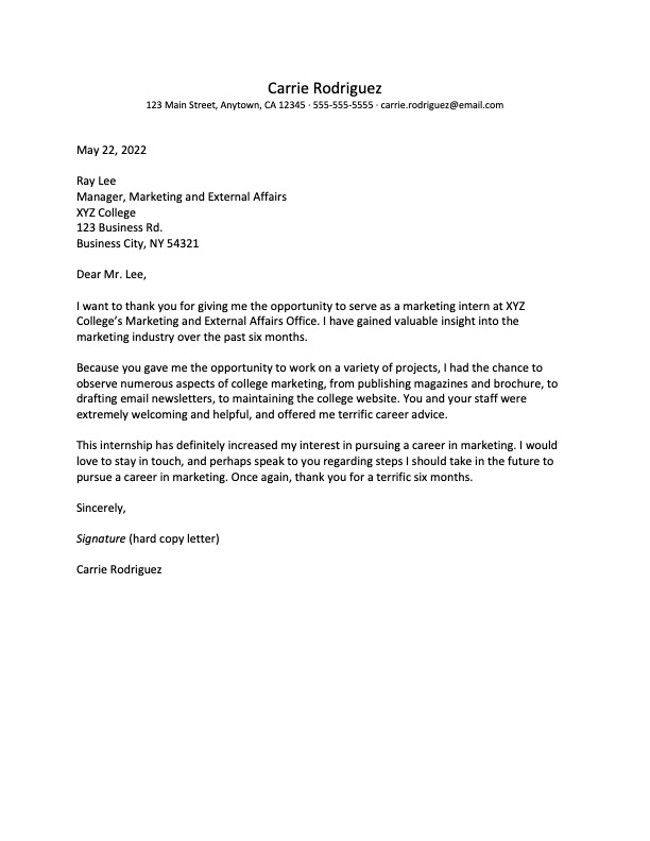 Carrie Rodriguez
123 Main Street, Anytown, CA 12345 · 555-555-5555 · carrie.rodriguez@email.com
May 22, 2022
Ray Lee
Manager, Marketing and External Affairs
XYZ College
123 Business Rd.
Business City, NY 54321
Dear Mr. Lee,
I want to thank you for giving me the opportunity to serve as a marketing intern at XYZ
College’s Marketing and External Affairs Office. I have gained valuable insight into the
marketing industry over the past six months.
Because you gave me the opportunity to work on a variety of projects, I had the chance to
observe numerous aspects of college marketing, from publishing magazines and brochure, to
drafting email newsletters, to maintaining the college website. You and your staff were
extremely welcoming and helpful, and offered me terrific career advice.
This internship has definitely increased my interest in pursuing a career in marketing. I would
love to stay in touch, and perhaps speak to you regarding steps I should take in the future to
pursue a career in marketing. Once again, thank you for a terrific six months.
Sincerely,
Signature (hard copy letter)
Carrie Rodriguez